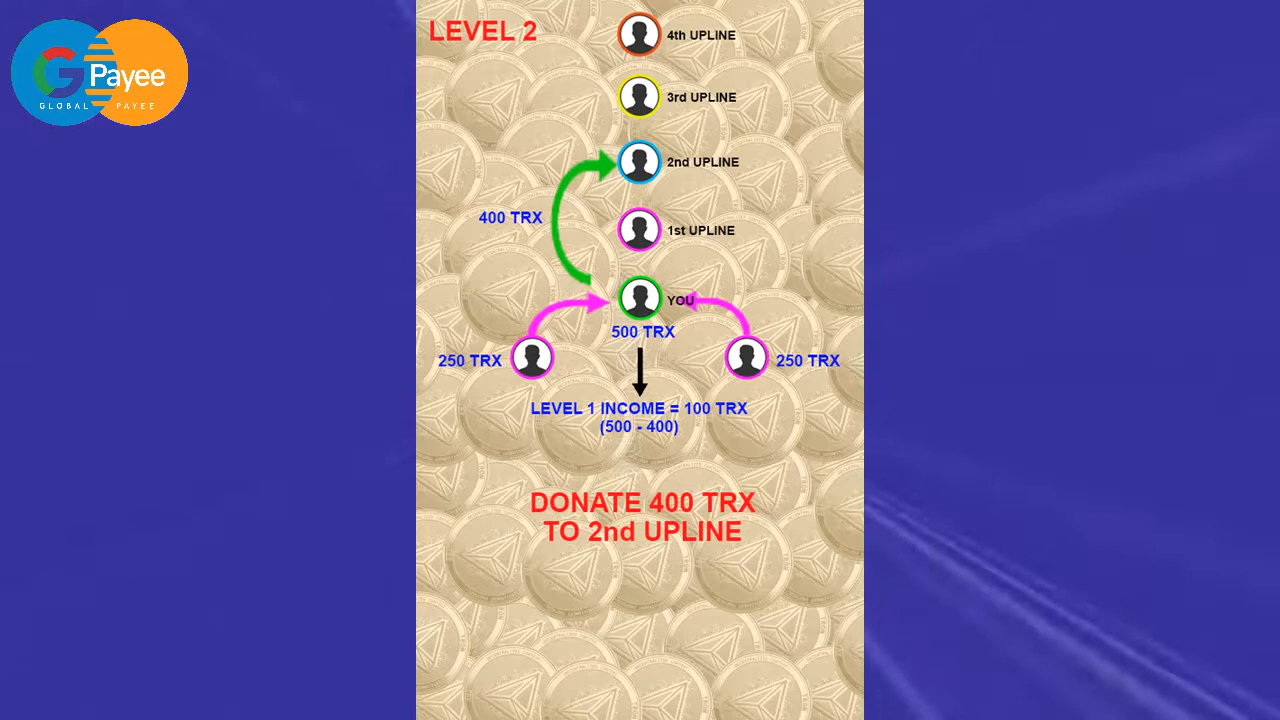 G Payee
GLOBAL PAYEE
LEVEL 2
4th UPLINE
3rd UPLINE
2nd UPLINE
400 TRX
1st UPLINE
YOU
500 TRX
250 TRX
250 TRX
LEVEL 1 INCOME = 100 TRX
(500 - 400)
DONATE 400 TRX
TO 2nd UPLINE